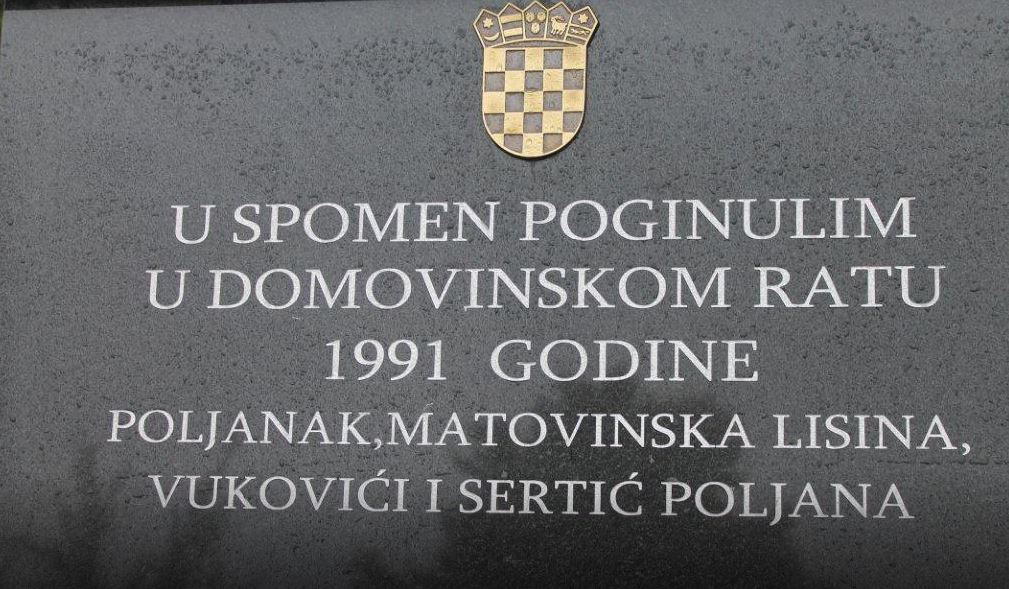 U SPOMEN POGINULIM
U DOMOVINSKOM RATU
1991 GODINE
POLJANAK,MATOVINSKA LISINA,
VUKOVIĆI I SERTIĆ POLJANA